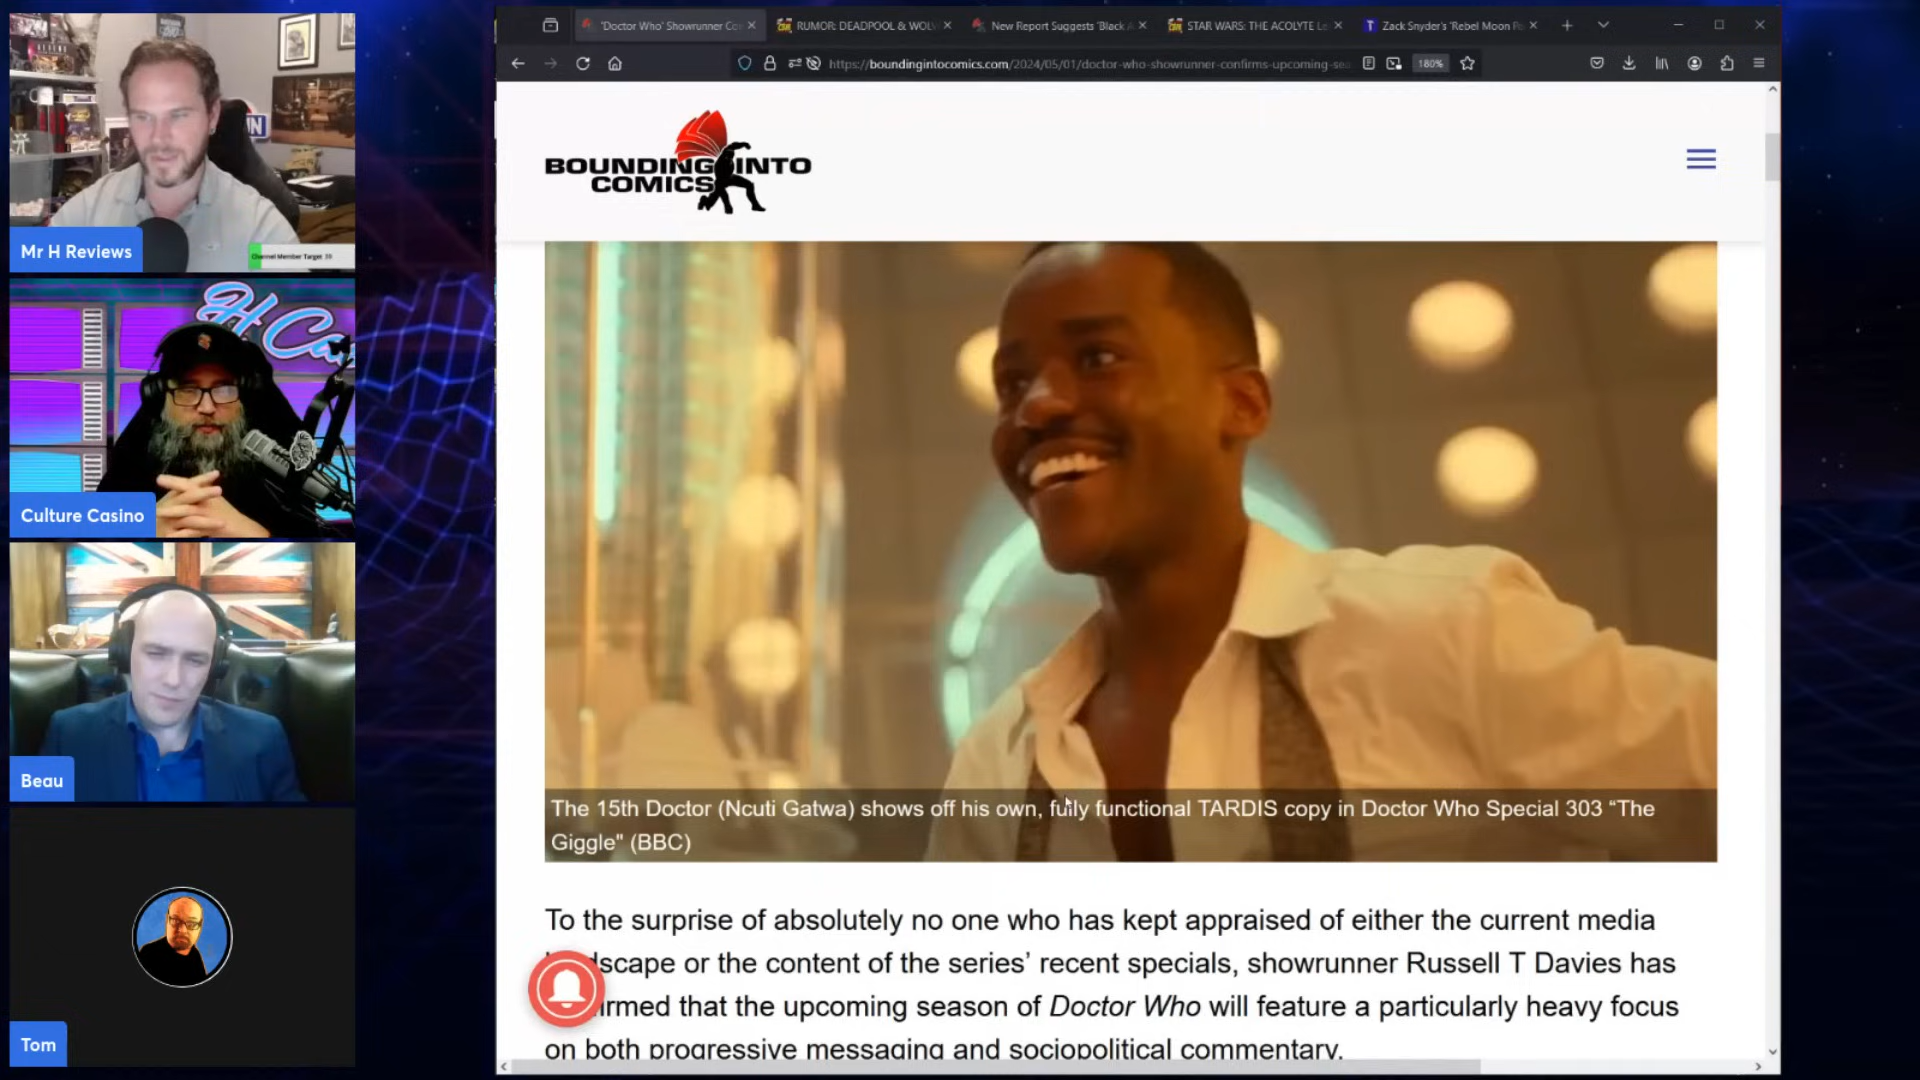 'Doctor Who' Showrunner Co
RUMOR: DEADPOOL & WOL
New Report Suggests 'Black
STAR WARS: THE ACOLYTE
Zack Snyder's 'Rebel Moon
https://boundingintocomics.com/2024/05/01/doctor-who-showrunner-confirms-upcoming-sea
180%
BOUNDING INTO
COMICS
The 15th Doctor (Ncuti Gatwa) shows off his own, fully functional TARDIS copy in Doctor Who Special 303 “The
Giggle" (BBC)
To the surprise of absolutely no one who has kept appraised of either the current media
scape or the content of the series’ recent specials, showrunner Russell T Davies has
irmed that the upcoming season of Doctor Who will feature a particularly heavy focus
on both progressive messaging and sociopolitical commentary.
Mr H Reviews
Channel Member Target
Culture Casino
Beau
Tom